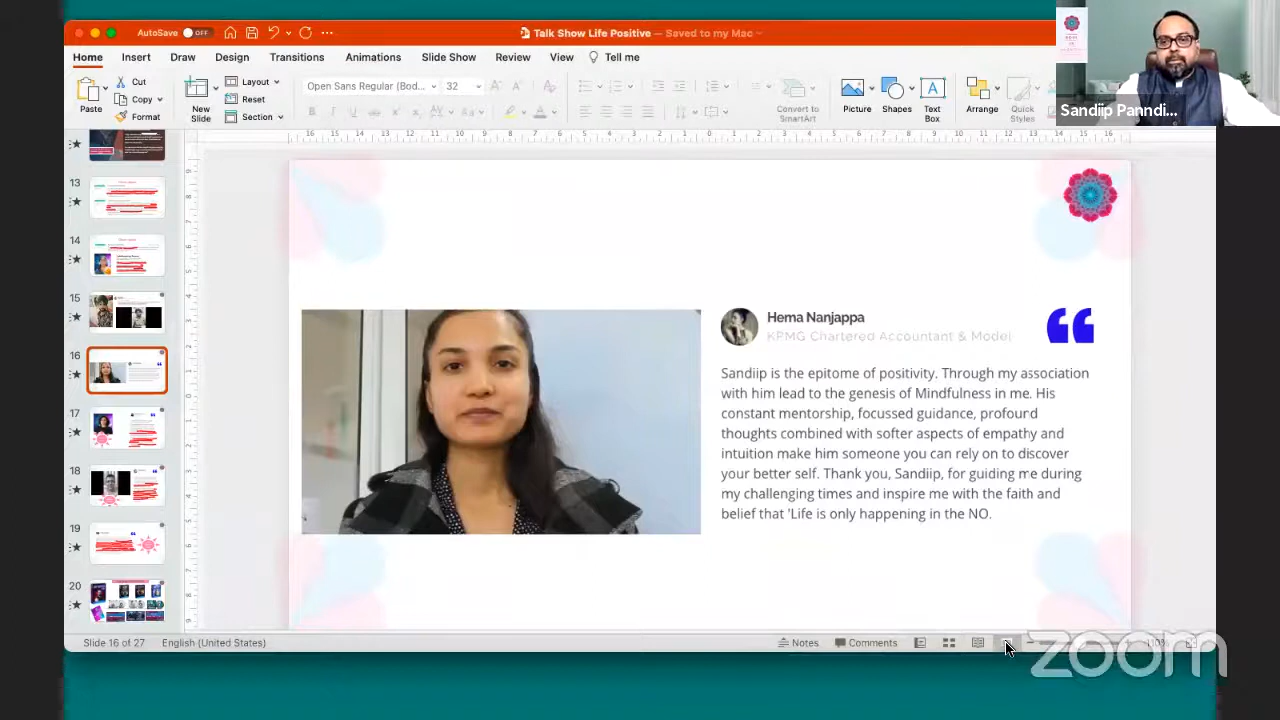 AutoSave OFF
Talk Show Life Positive — Saved to my Mac
Home Insert Draw Design Transitions Animations Slide Show Review View Tell me
Paste
Cut
Copy
Format
New
Slide
Layout
Reset
Section
Open Sans Regular (Bod... 32
Convert to
SmartArt
Picture
Shapes
Text
Box
Arrange
Quick
Styles
Sandiip Panndi...
13
14
15
16
17
18
19
20
Hema Nanjappa
KPMG Chartered Accountant & Model
Sandiip is the epitome of positivity. Through my association
with him lead to the genesis of Mindfulness in me. His
constant mentorship, focussed guidance, profound
thoughts combined with softer aspects of empathy and
intuition make him someone you can rely on to discover
your better self. Thank you, Sandiip, for guiding me during
my challenging times and inspire me with the faith and
belief that 'Life is only happening in the NO.
Slide 16 of 27 English (United States)
Notes Comments
zoom